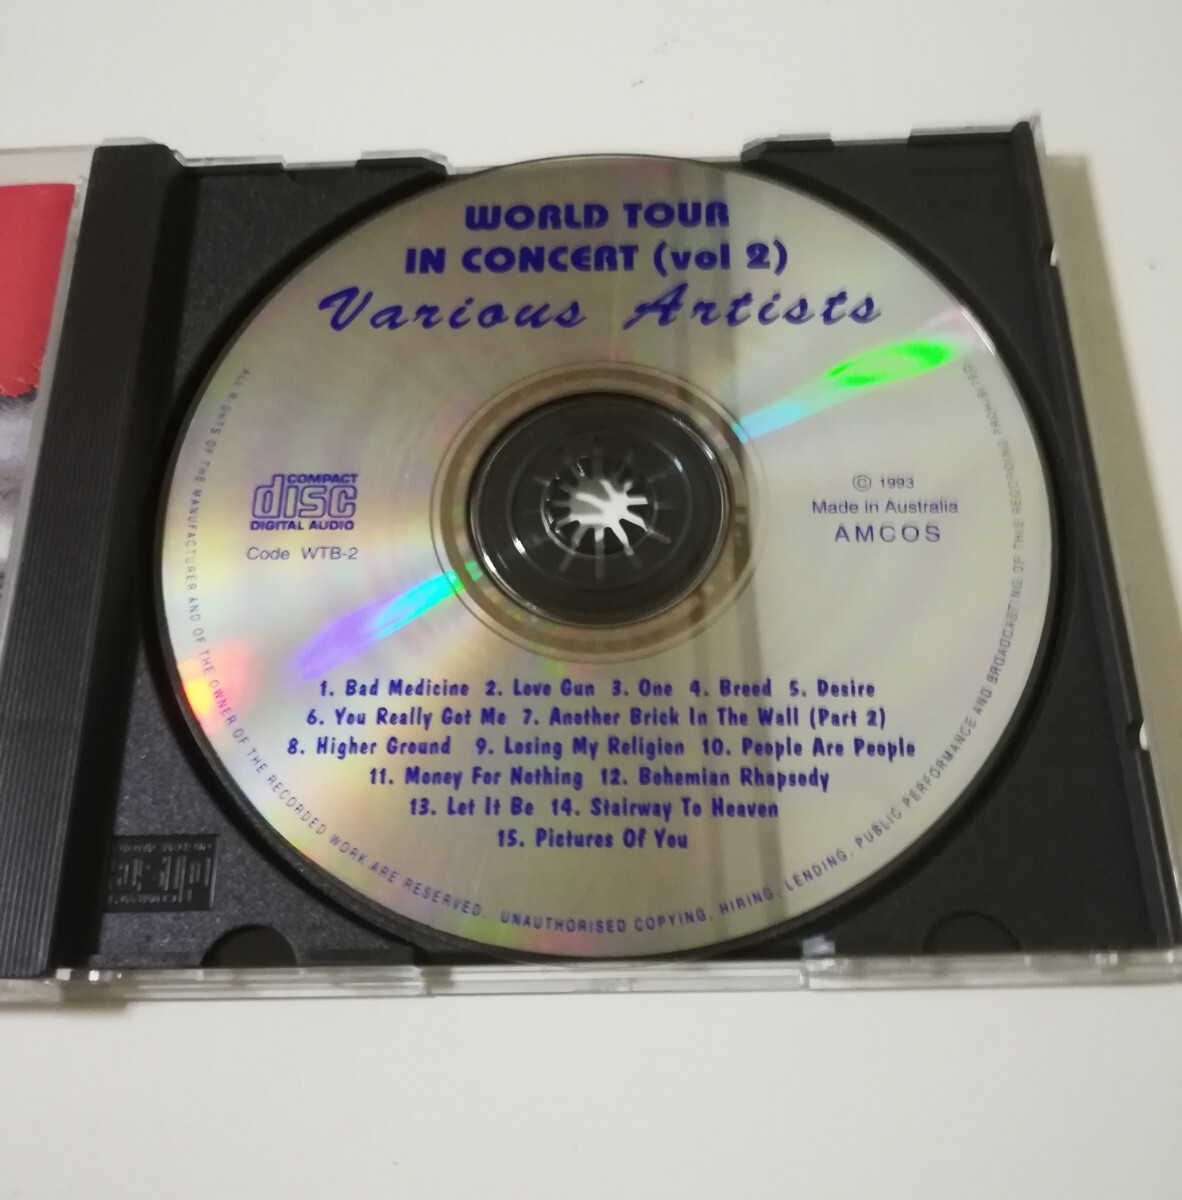 WORLD TOUR
IN CONCERT (vol 2)
Various Artists
COMPACT
disc
DIGITAL AUDIO
Code WTB-2
© 1993
Made in Australia
AMCOS
1. Bad Medicine 2. Love Gun 3. One 4. Breed 5. Desire
6. You Really Got Me 7. Another Brick In The Wall (Part 2)
8. Higher Ground 9. Losing My Religion 10. People Are People
11. Money For Nothing 12. Bohemian Rhapsody
13. Let It Be 14. Stairway To Heaven
15. Pictures Of You
ALL RIGHTS OF THE MANUFACTURER AND OF THE OWNER OF THE RECORDED WORK ARE RESERVED. UNAUTHORISED COPYING, HIRING, LENDING, PUBLIC PERFORMANCE AND BROADCASTING OF THIS RECORDING PROHIBITED.